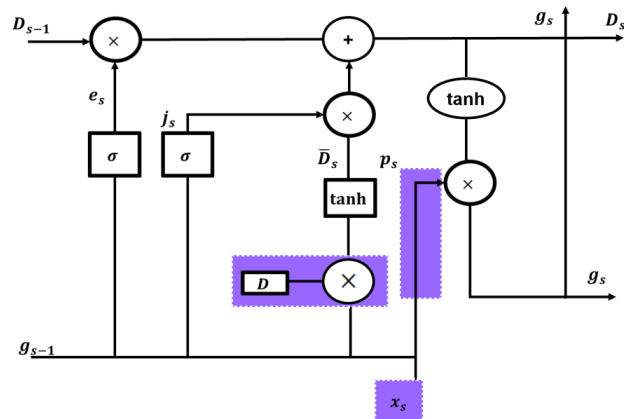 D_{s-1}
×
+
g_s
D_s
e_s
j_s
×
tanh
σ
σ
D̅_s
p_s
×
tanh
D
×
g_s
g_{s-1}
x_s